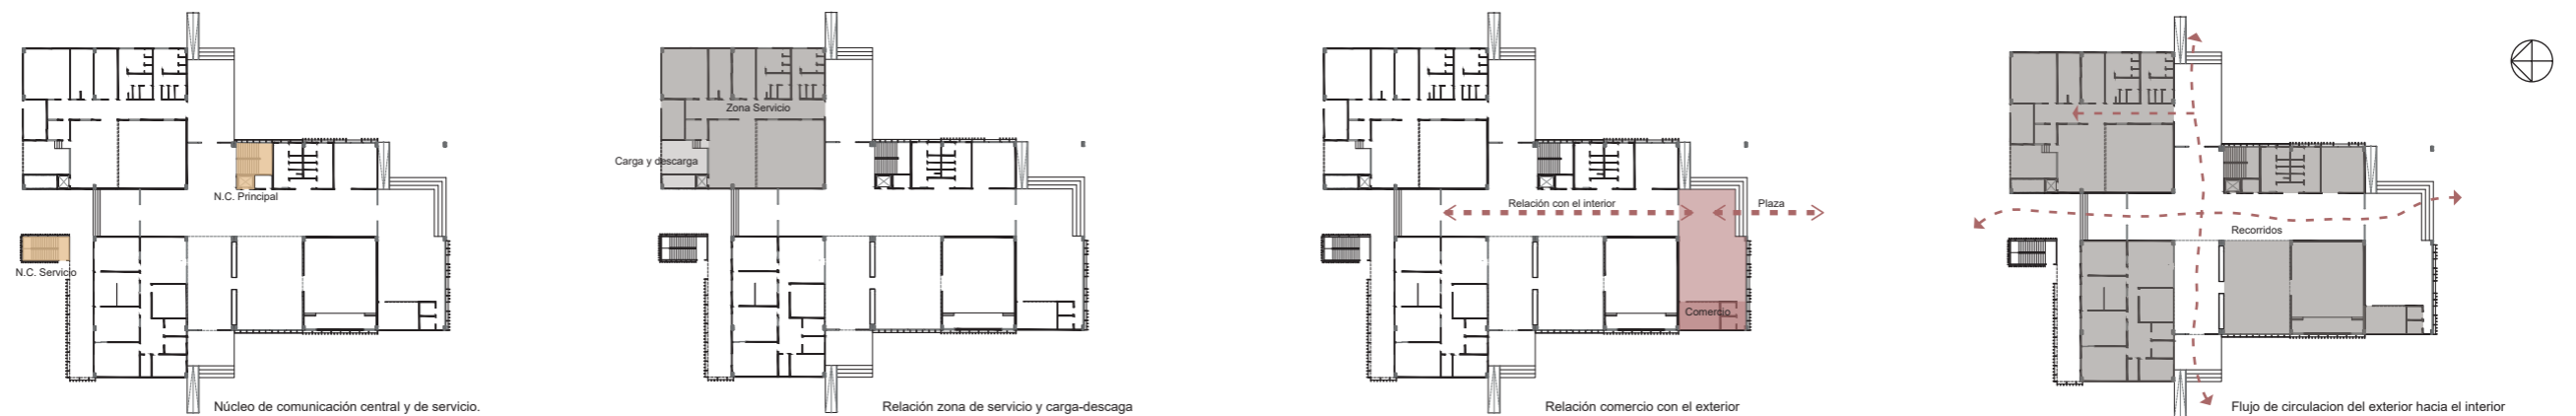 N.C. Principal
N.C. Servicio
Núcleo de comunicación central y de servicio.
Zona Servicio
Carga y descarga
Relación zona de servicio y carga-descaga
Relación con el interior
Plaza
Comercio
Relación comercio con el exterior
Recorridos
Flujo de circulacion del exterior hacia el interior